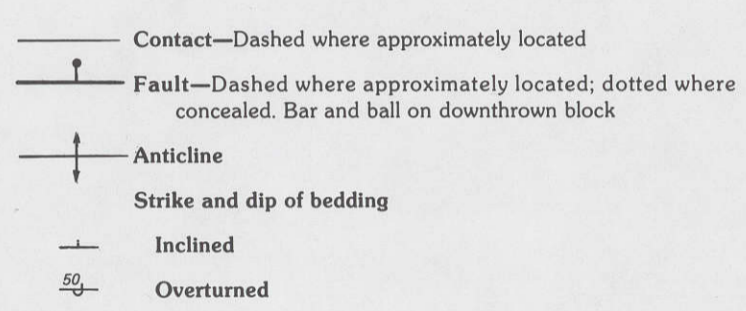 Contact—Dashed where approximately located
Fault—Dashed where approximately located; dotted where
concealed. Bar and ball on downthrown block
Anticline
Strike and dip of bedding
Inclined
50 Overturned